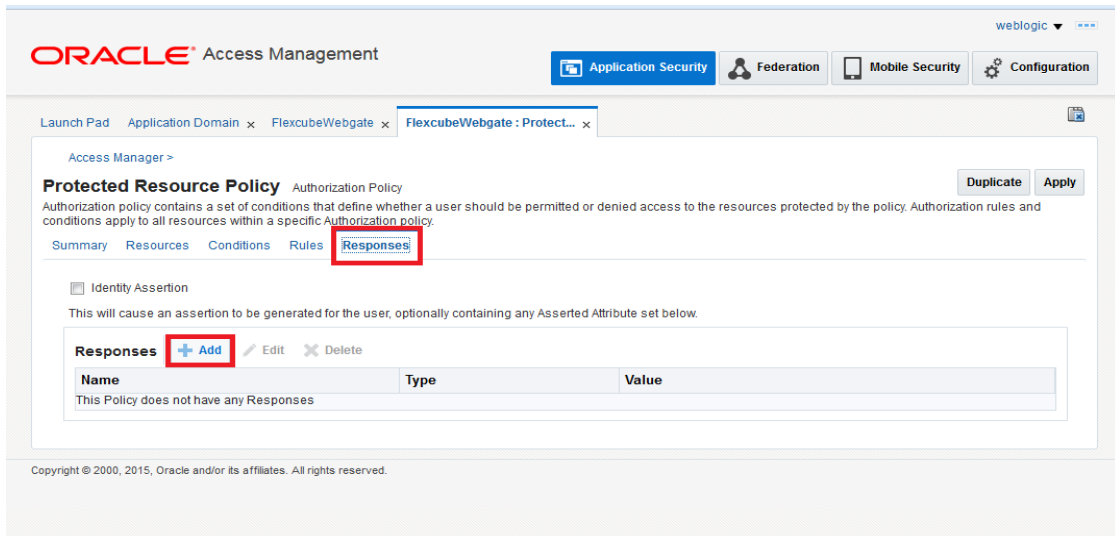 weblogic
ORACLE® Access Management
Application Security Federation Mobile Security Configuration
Launch Pad Application Domain x FlexcubeWebgate x FlexcubeWebgate : Protect... x
Access Manager >
Protected Resource Policy Authorization Policy Duplicate Apply
Authorization policy contains a set of conditions that define whether a user should be permitted or denied access to the resources protected by the policy. Authorization rules and
conditions apply to all resources within a specific Authorization policy.
Summary Resources Conditions Rules Responses
Identity Assertion
This will cause an assertion to be generated for the user, optionally containing any Asserted Attribute set below.
Responses Add Edit Delete
Name Type Value
This Policy does not have any Responses
Copyright © 2000, 2015, Oracle and/or its affiliates. All rights reserved.